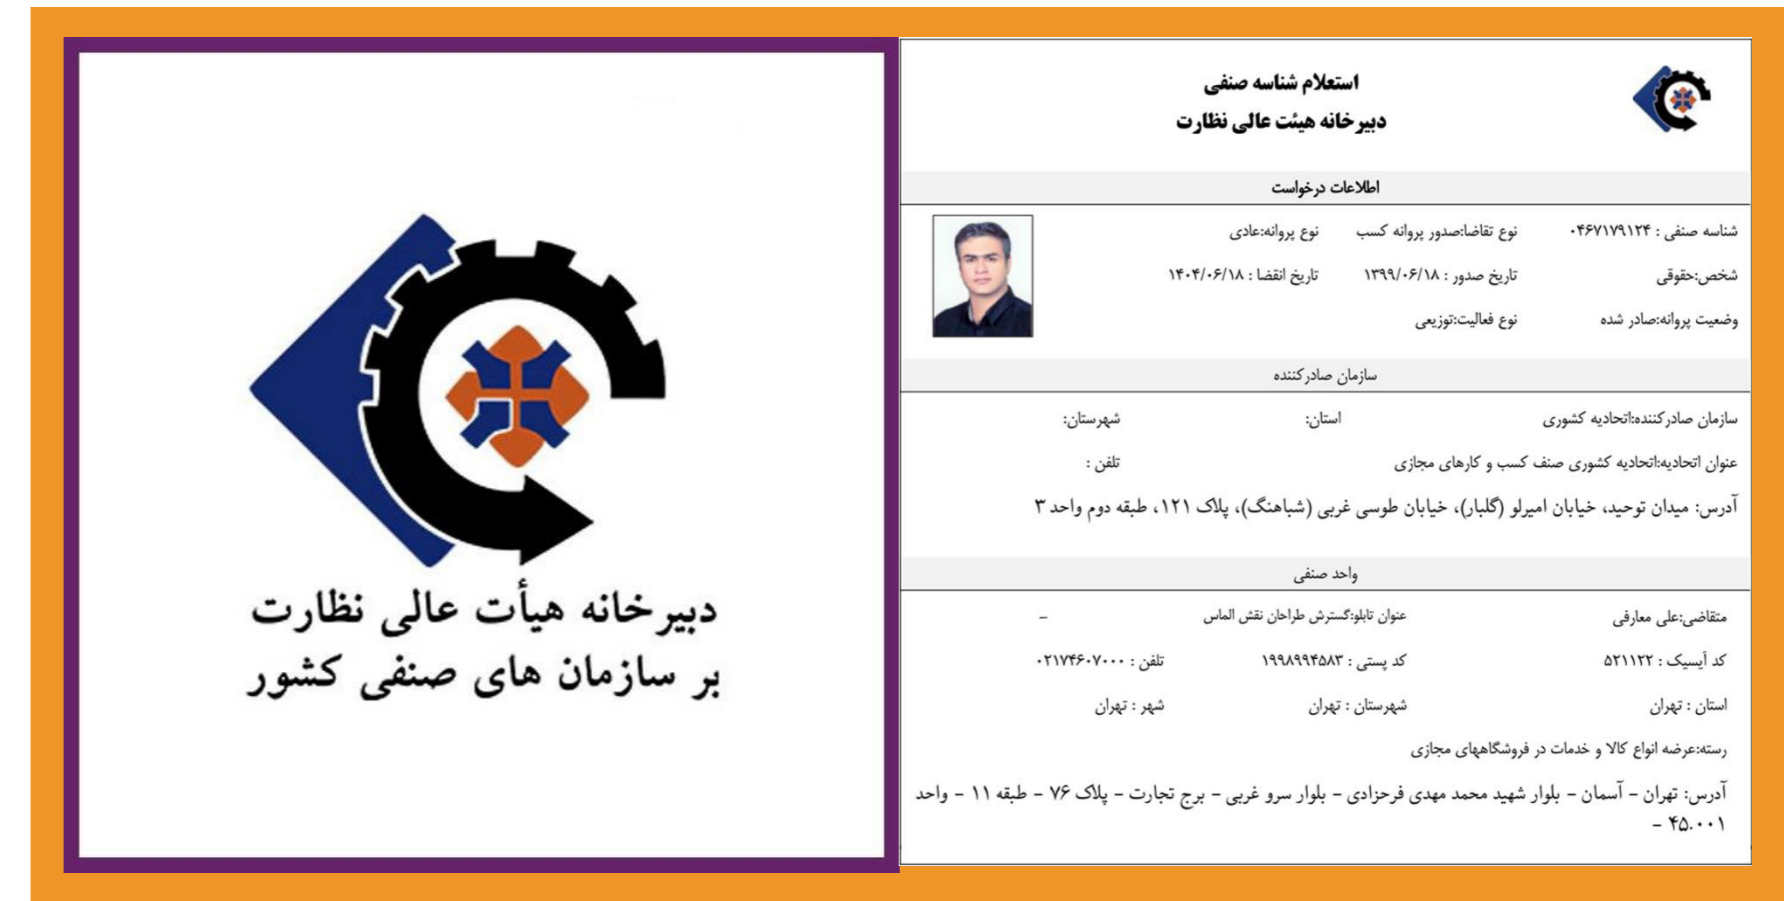 استعلام شناسه صنفی
دبیرخانه هیئت عالی نظارت
اطلاعات درخواست
شناسه صنفی : ۰۴۶۷۱۷۹۱۲۴ نوع تقاضا:صدور پروانه کسب نوع پروانه:عادی
شخص:حقوقی تاریخ صدور : ۱۳۹۹/۰۶/۱۸ تاریخ انقضا : ۱۴۰۴/۰۶/۱۸
وضعیت پروانه:صادر شده نوع فعالیت:توزیعی
سازمان صادرکننده
سازمان صادرکننده:اتحادیه کشوری استان: شهرستان:
عنوان اتحادیه:اتحادیه کشوری صنف کسب و کارهای مجازی تلفن :
آدرس: میدان توحید، خیابان امیرلو (گلبار)، خیابان طوسی غربی (شباهنگ)، پلاک ۱۲۱، طبقه دوم واحد ۳
واحد صنفی
متقاضی:علی معارفی عنوان تابلو:گسترش طراحان نقش الماس –
کد آیسیک : ۵۲۱۱۲۲ کد پستی : ۱۹۹۸۹۹۴۵۸۳ تلفن : ۰۲۱۷۴۶۰۷۰۰۰
استان : تهران شهرستان : تهران شهر : تهران
رسته:عرضه انواع کالا و خدمات در فروشگاههای مجازی
آدرس: تهران – آسمان – بلوار شهید محمد مهدی فرحزادی – بلوار سرو غربی – برج تجارت – پلاک ۷۶ – طبقه ۱۱ – واحد
۴۵.۰۰۱ –
دبیرخانه هیأت عالی نظارت
بر سازمان های صنفی کشور